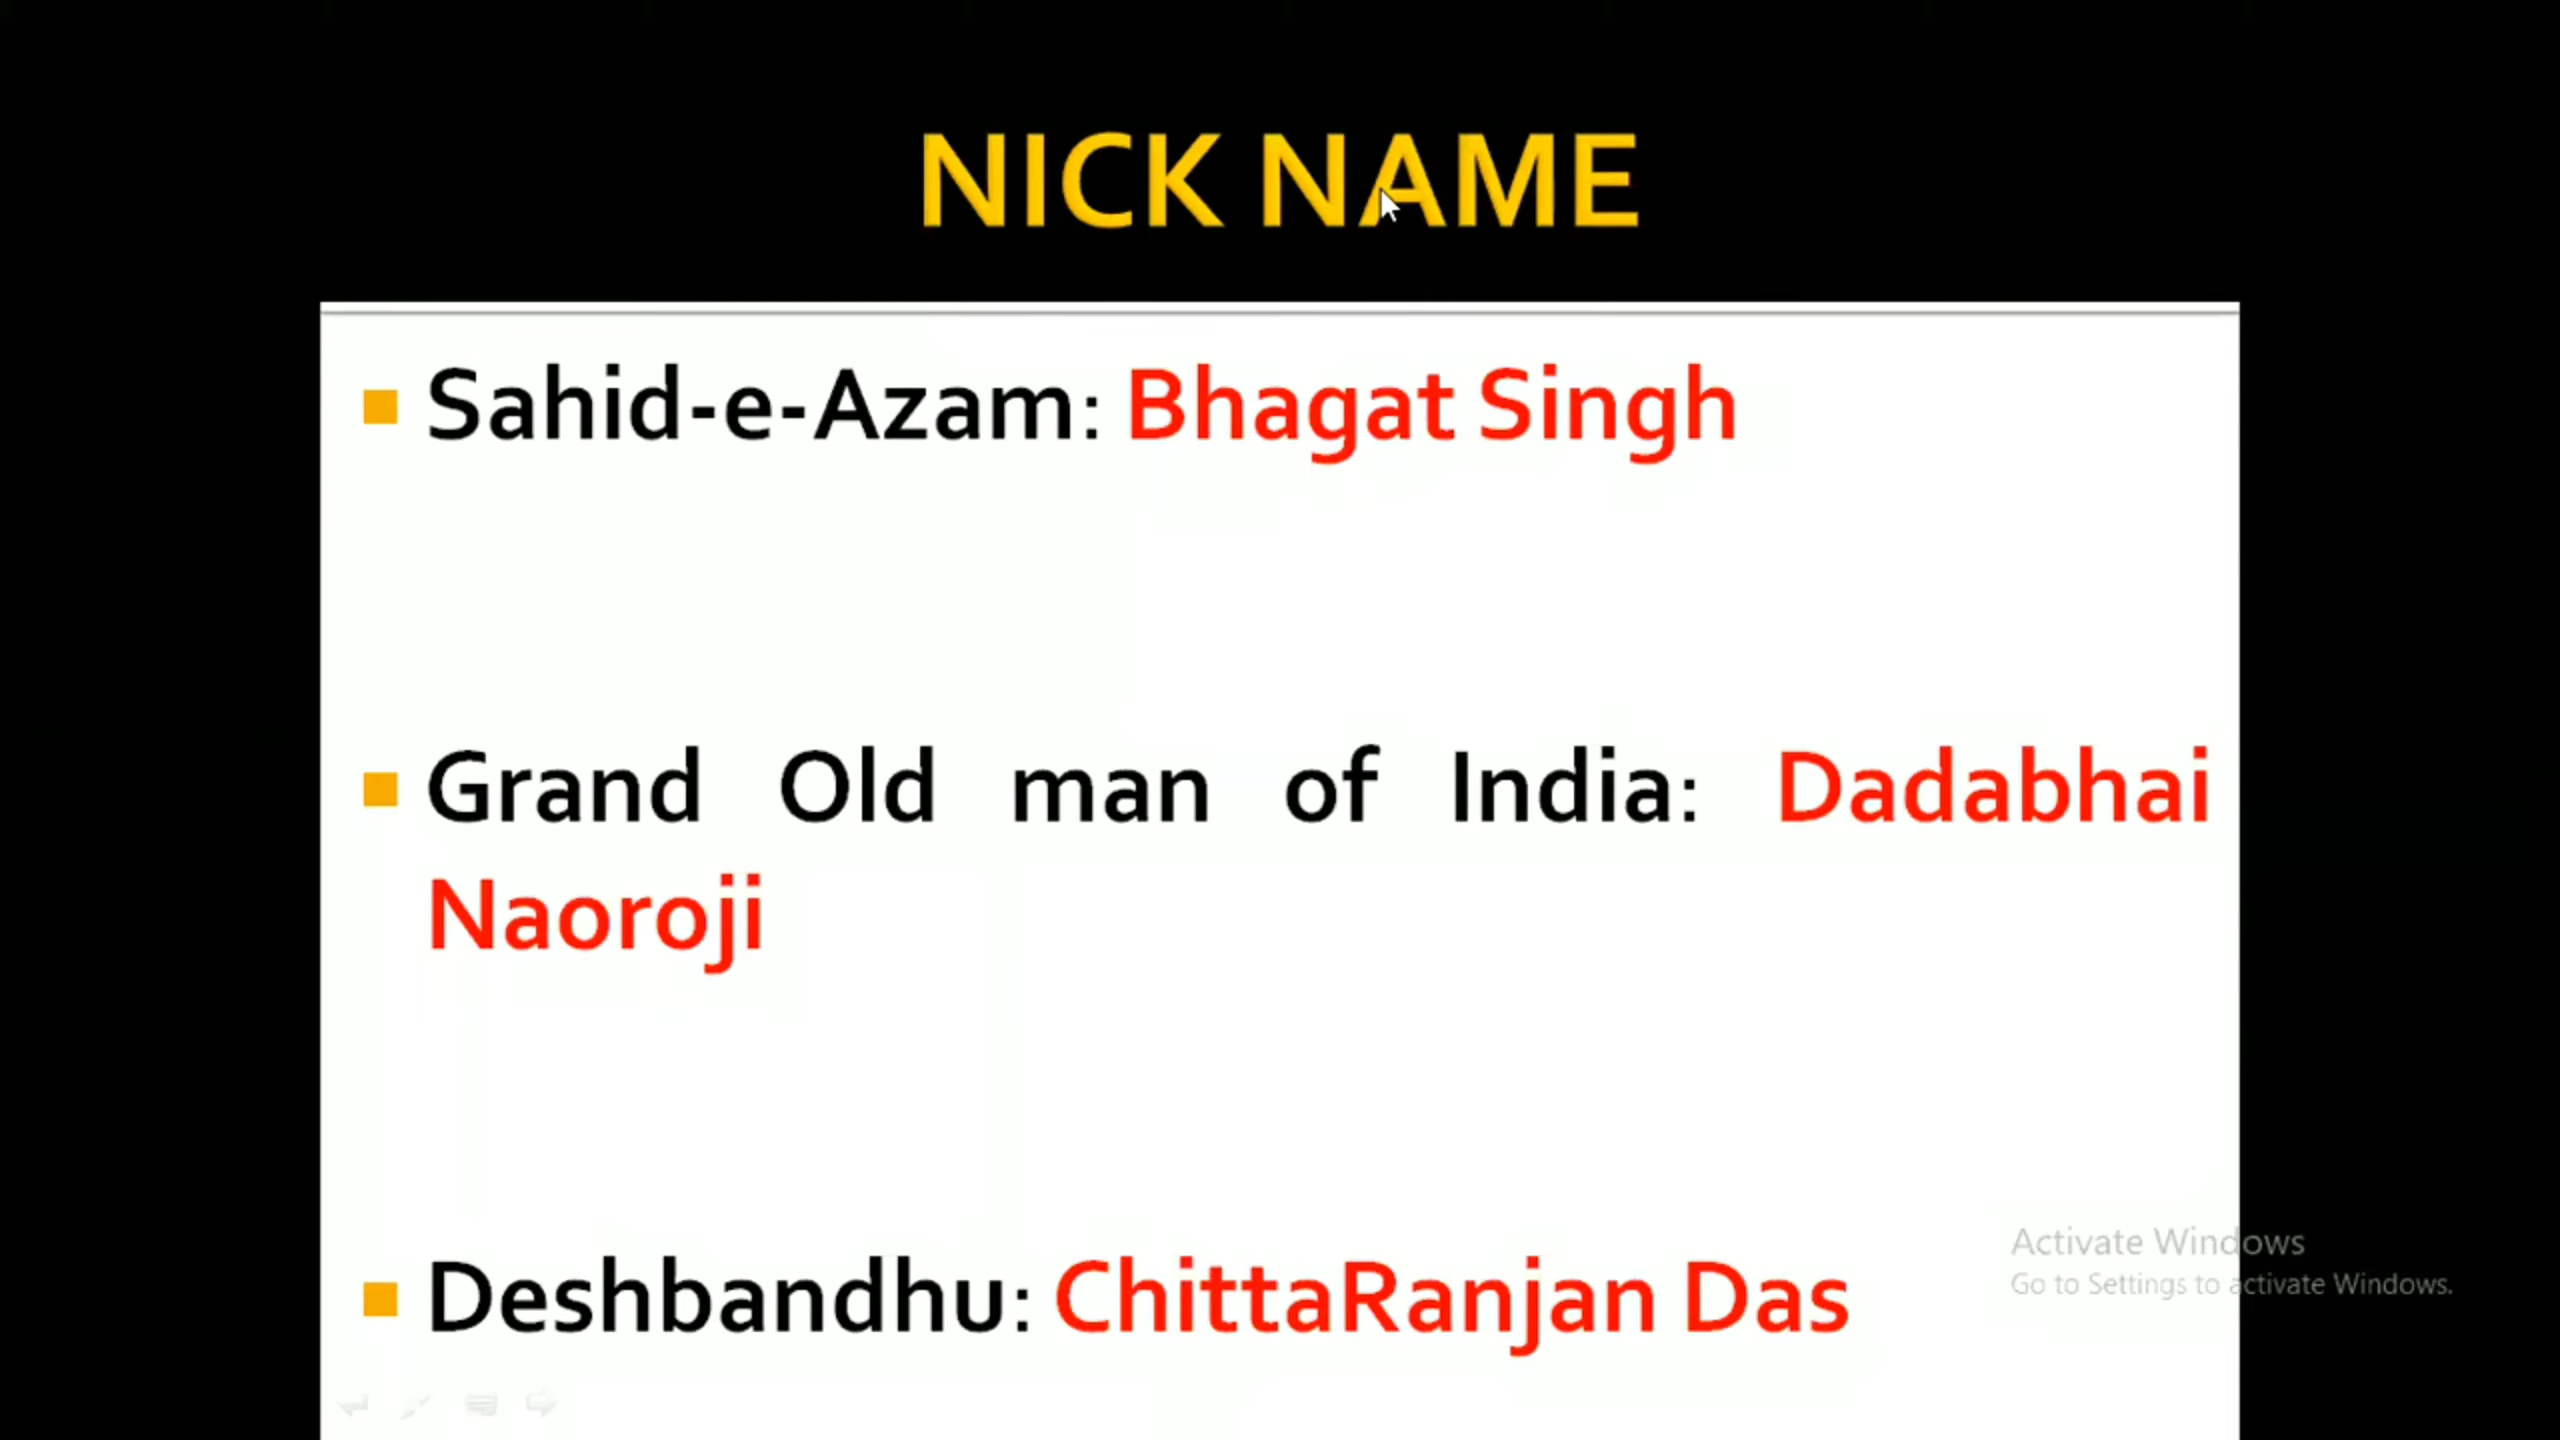 NICK NAME
Sahid-e-Azam: Bhagat Singh
Grand Old man of India: Dadabhai
Naoroji
Deshbandhu: ChittaRanjan Das
Activate Windows
Go to Settings to activate Windows.